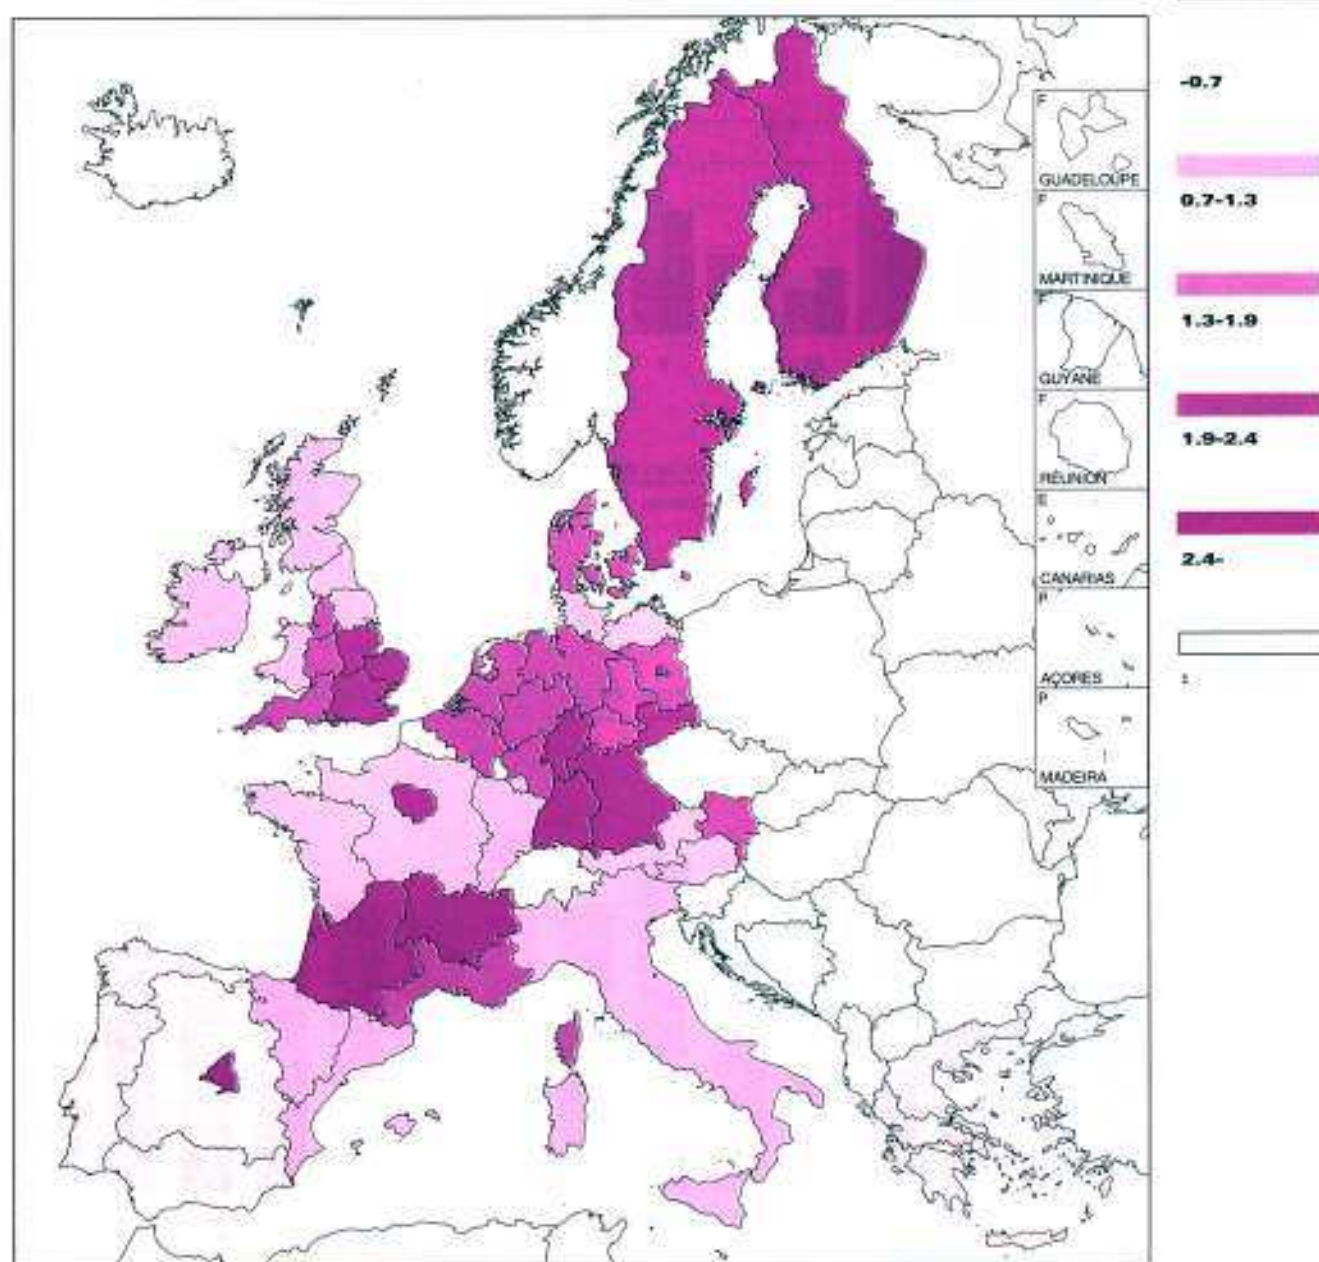 F
GUADELOUPE
F
MARTINIQUE
F
GUYANE
F
RÉUNION
E
CANARIAS
P
AÇORES
P
MADEIRA
-0.7
0.7-1.3
1.3-1.9
1.9-2.4
2.4-